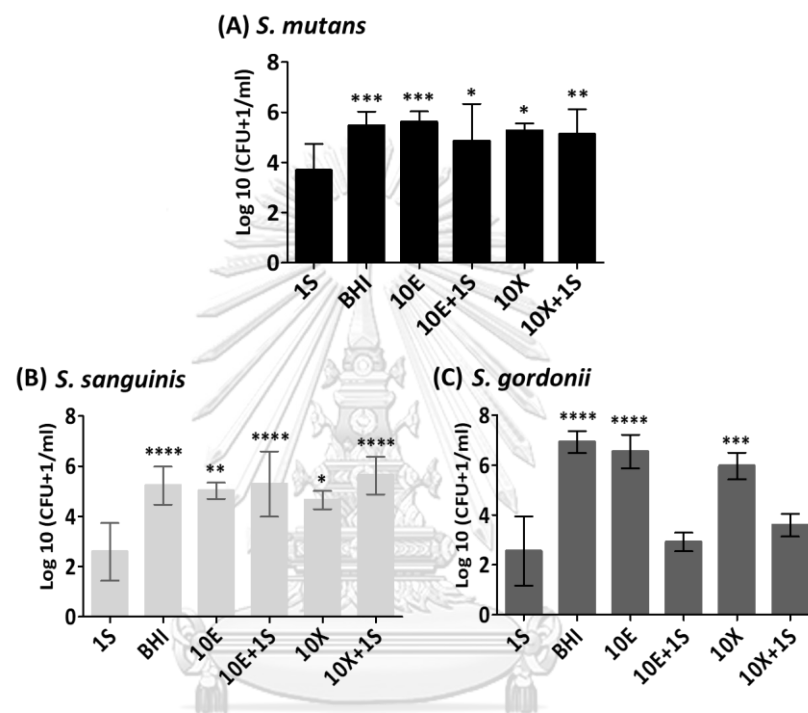 (A) S. mutans
Log 10 (CFU+1/ml)
8
6
4
2
0
*** *** * * **
1S BHI 10E 10E+1S 10X 10X+1S
(B) S. sanguinis
Log 10 (CFU+1/ml)
8
6
4
2
0
**** ** **** * ****
1S BHI 10E 10E+1S 10X 10X+1S
(C) S. gordonii
Log 10 (CFU+1/ml)
8
6
4
2
0
**** **** ***
1S BHI 10E 10E+1S 10X 10X+1S